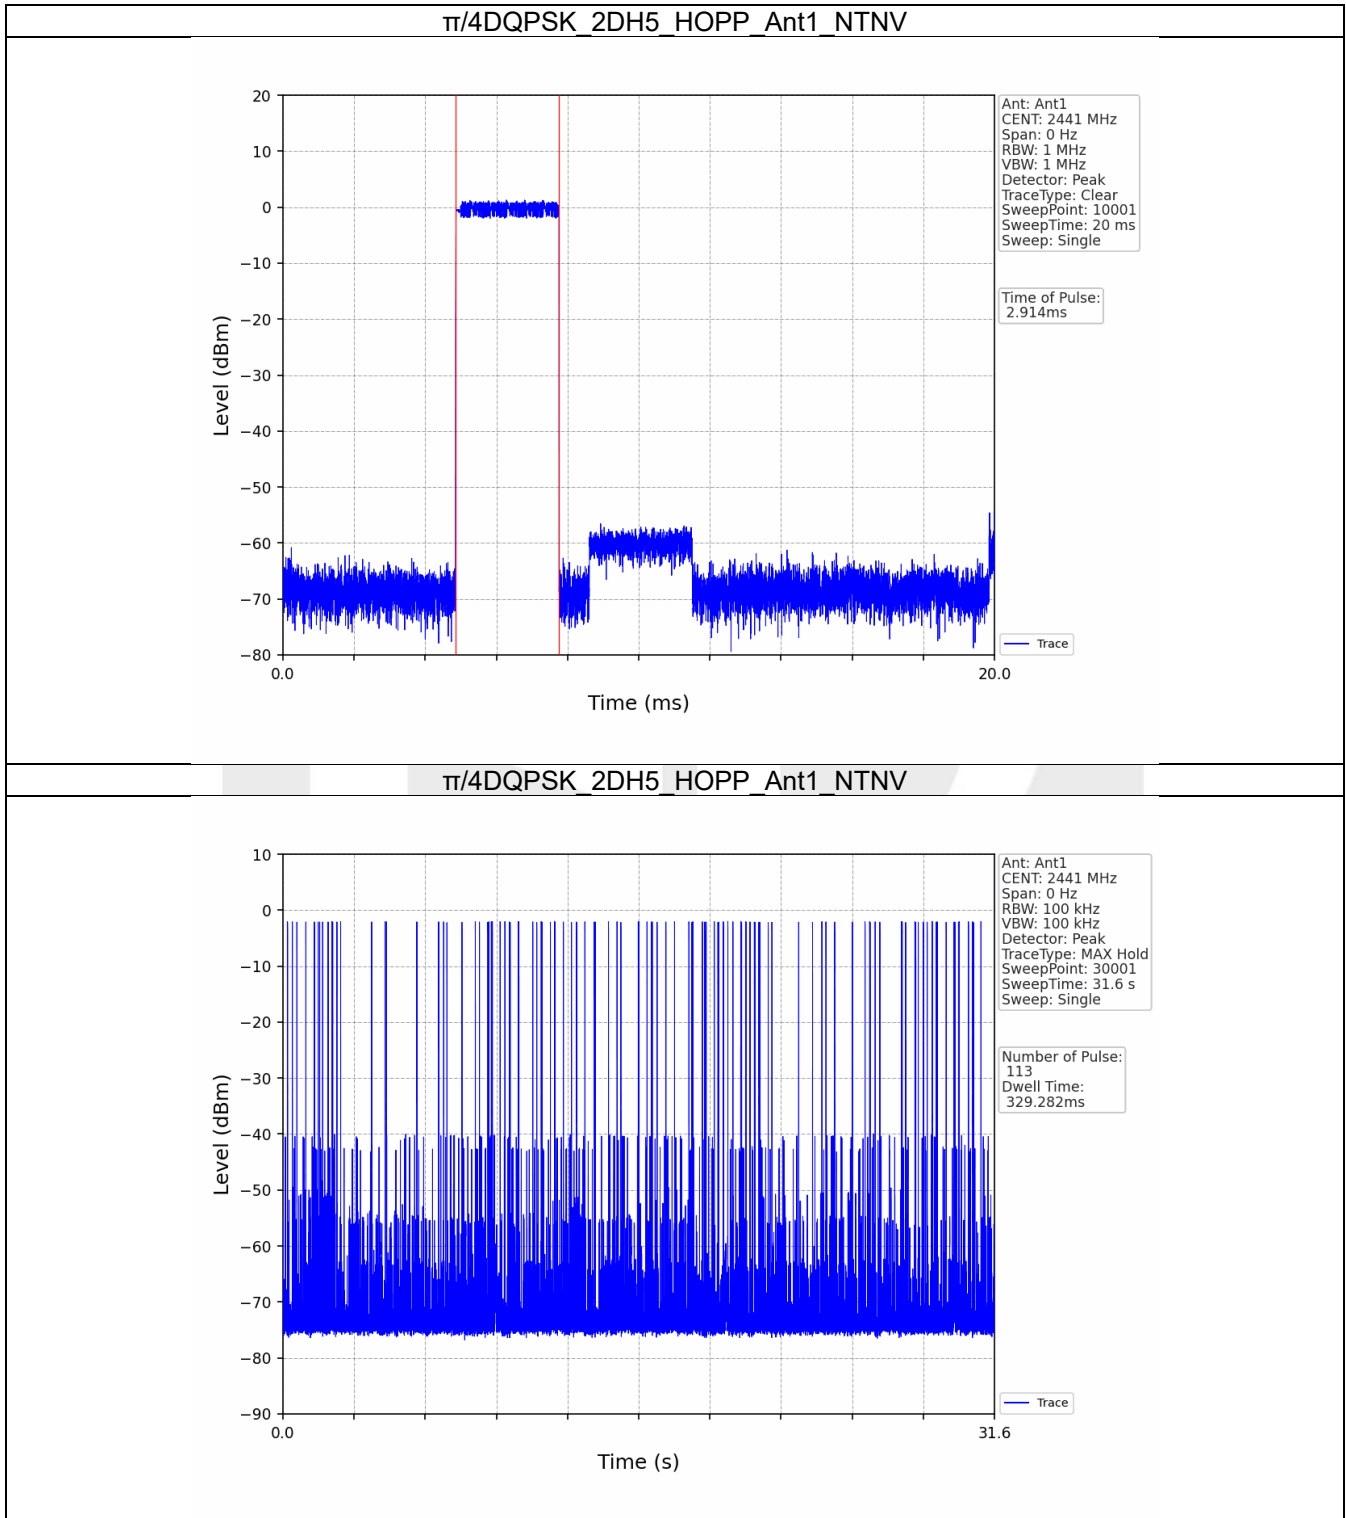 π/4DQPSK_2DH5_HOPP_Ant1_NTNV
20
10
0
−10
−20
−30
−40
−50
−60
−70
−80
Level (dBm)
0.0
20.0
Time (ms)
Ant: Ant1
CENT: 2441 MHz
Span: 0 Hz
RBW: 1 MHz
VBW: 1 MHz
Detector: Peak
TraceType: Clear
SweepPoint: 10001
SweepTime: 20 ms
Sweep: Single
Time of Pulse:
2.914ms
Trace
π/4DQPSK_2DH5_HOPP_Ant1_NTNV
10
0
−10
−20
−30
−40
−50
−60
−70
−80
−90
Level (dBm)
0.0
31.6
Time (s)
Ant: Ant1
CENT: 2441 MHz
Span: 0 Hz
RBW: 100 kHz
VBW: 100 kHz
Detector: Peak
TraceType: MAX Hold
SweepPoint: 30001
SweepTime: 31.6 s
Sweep: Single
Number of Pulse:
113
Dwell Time:
329.282ms
Trace